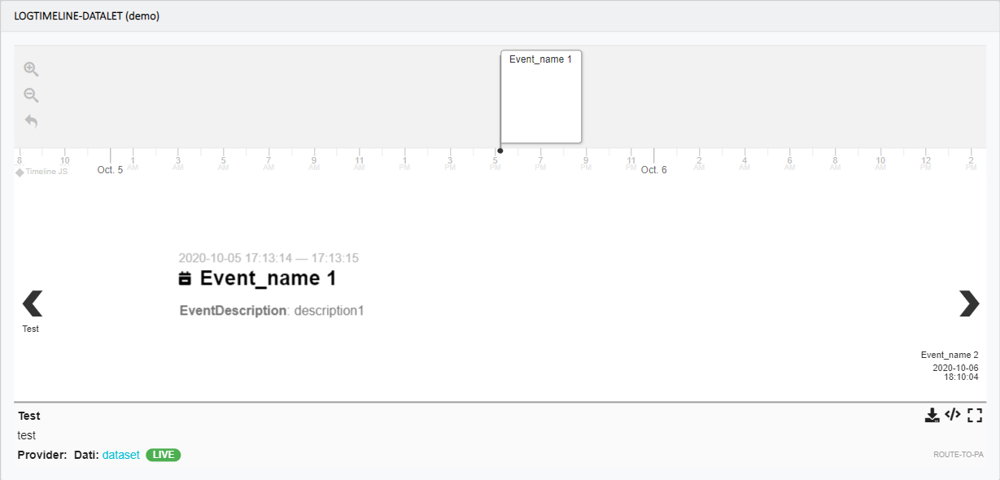 LOGTIMELINE-DATALET (demo)
Event_name 1
8 10 1 3 5 7 9 11 1 3 5 7 9 11 2 4 6 8 10 12 2
AM AM AM AM AM AM PM PM PM PM PM PM AM AM AM AM AM PM PM
Oct. 5 Oct. 6
Timeline JS
2020-10-05 17:13:14 — 17:13:15
Event_name 1
EventDescription: description1
Test
Event_name 2
2020-10-06
18:10:04
Test
test
Provider: Dati: dataset LIVE
ROUTE-TO-PA